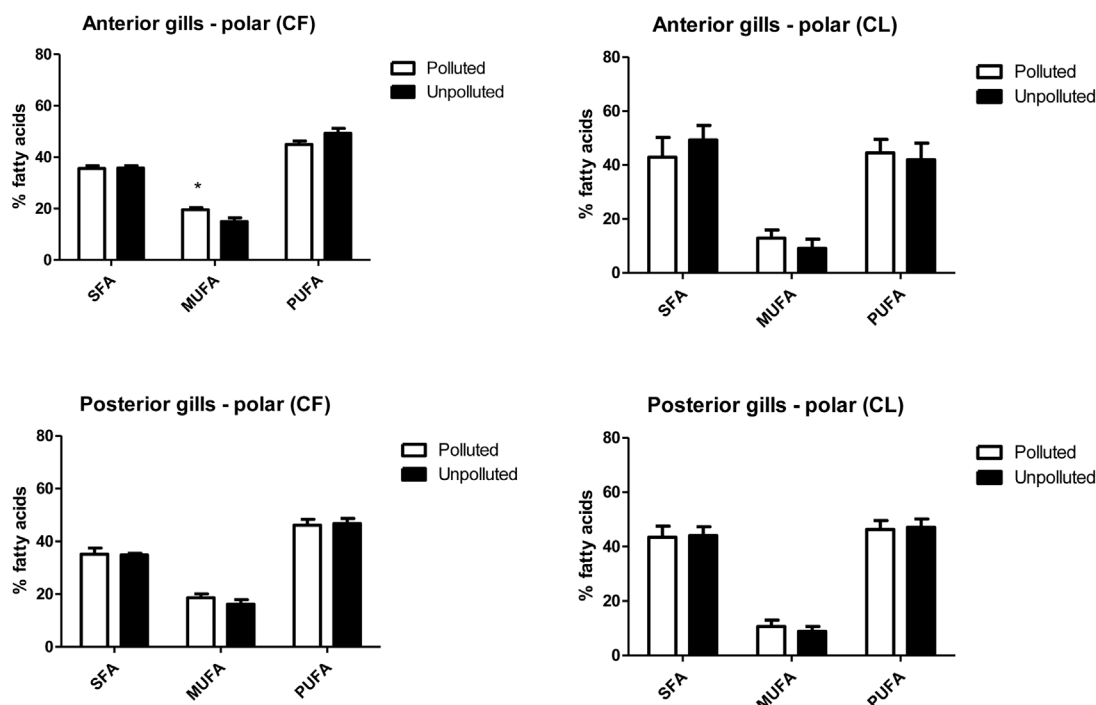 Anterior gills - polar (CF)
% fatty acids
80
60
40
20
0
*
SFA
MUFA
PUFA
Polluted
Unpolluted
Anterior gills - polar (CL)
% fatty acids
80
60
40
20
0
SFA
MUFA
PUFA
Polluted
Unpolluted
Posterior gills - polar (CF)
% fatty acids
80
60
40
20
0
SFA
MUFA
PUFA
Polluted
Unpolluted
Posterior gills - polar (CL)
% fatty acids
80
60
40
20
0
SFA
MUFA
PUFA
Polluted
Unpolluted